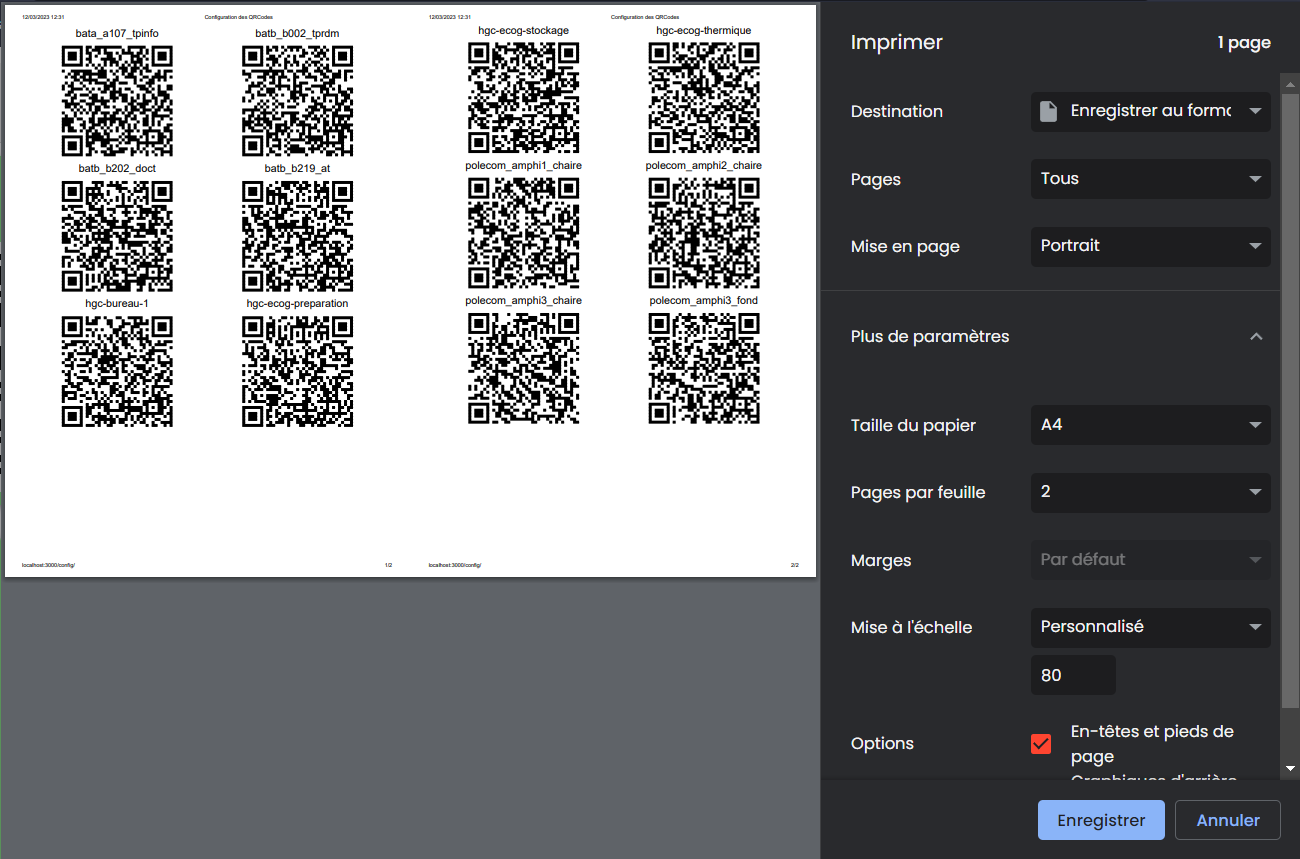 12/03/2023 12:31 Configuration des QRCodes
bata_a107_tpinfo batb_b002_tprdm
batb_b202_doct batb_b219_at
hgc-bureau-1 hgc-ecog-preparation
localhost:3000/config/ 1/2
12/03/2023 12:31 Configuration des QRCodes
hgc-ecog-stockage hgc-ecog-thermique
polecom_amphi1_chaire polecom_amphi2_chaire
polecom_amphi3_chaire polecom_amphi3_fond
localhost:3000/config/ 2/2
Imprimer 1 page
Destination Enregistrer au forma
Pages Tous
Mise en page Portrait
Plus de paramètres
Taille du papier A4
Pages par feuille 2
Marges Par défaut
Mise à l'échelle Personnalisé
80
Options En-têtes et pieds de
page
Graphiques d'arrière
Enregistrer Annuler